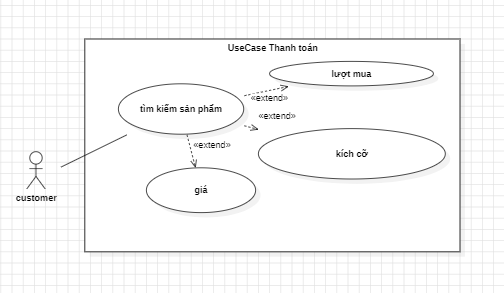 UseCase Thanh toán
lượt mua
«extend»
tìm kiếm sản phẩm
«extend»
«extend»
kích cỡ
giá
customer